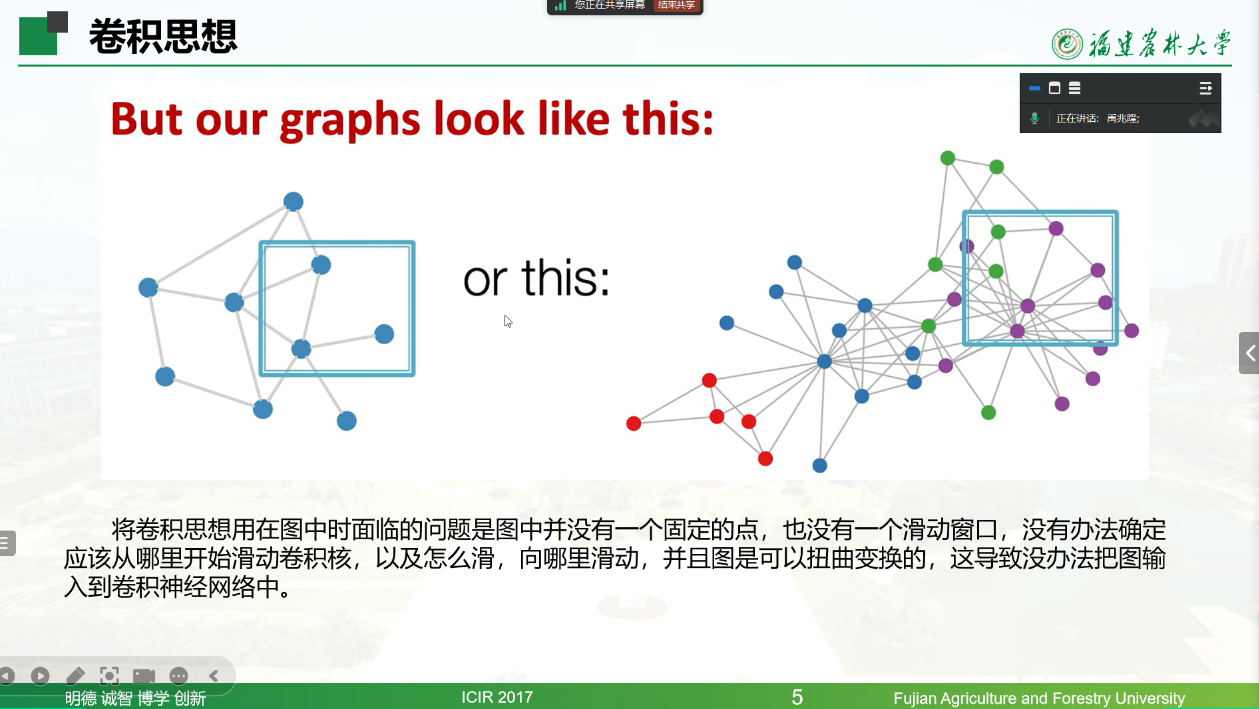 您正在共享屏幕 结束共享
卷积思想
福建农林大学
But our graphs look like this:
正在讲话:
or this:
将卷积思想用在图中时面临的问题是图中并没有一个固定的点，也没有一个滑动窗口，没有办法确定
应该从哪里开始滑动卷积核，以及怎么滑，向哪里滑动，并且图是可以扭曲变换的，这导致没办法把图输
入到卷积神经网络中。
明德 诚智 博学 创新
ICIR 2017
5
Fujian Agriculture and Forestry University